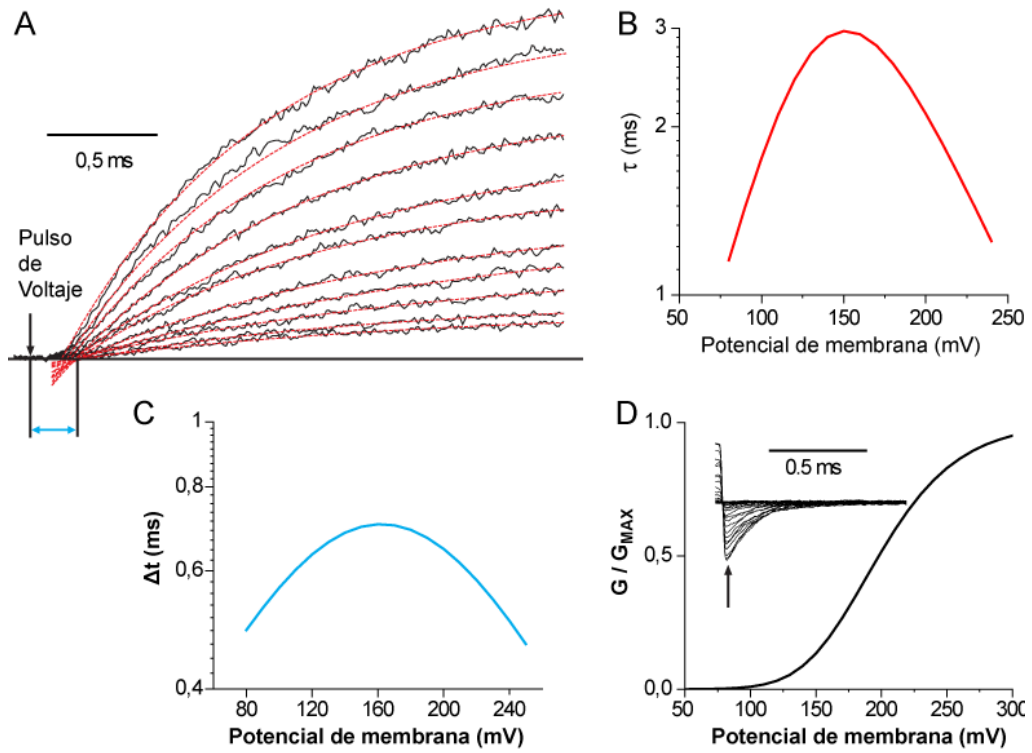 A
0,5 ms
Pulso
de
Voltaje
B
3
2
1
τ (ms)
50 100 150 200 250
Potencial de membrana (mV)
C
1
0,8
0,6
0,4
Δt (ms)
80 120 160 200 240
Potencial de membrana (mV)
D
1.0
0,5
0,0
G / GMAX
0.5 ms
50 100 150 200 250 300
Potencial de membrana (mV)